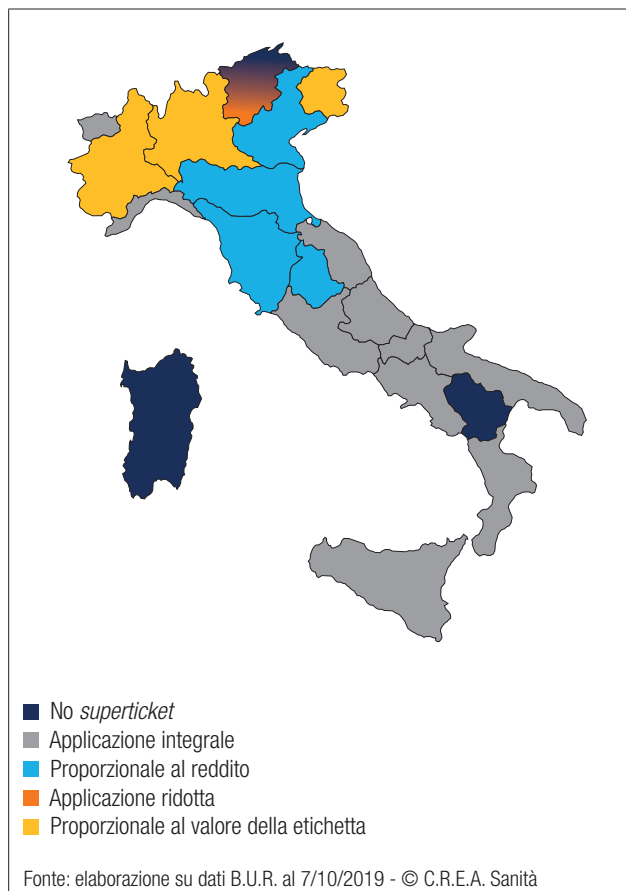 No superticket
Applicazione integrale
Proporzionale al reddito
Applicazione ridotta
Proporzionale al valore della etichetta
Fonte: elaborazione su dati B.U.R. al 7/10/2019 - © C.R.E.A. Sanità